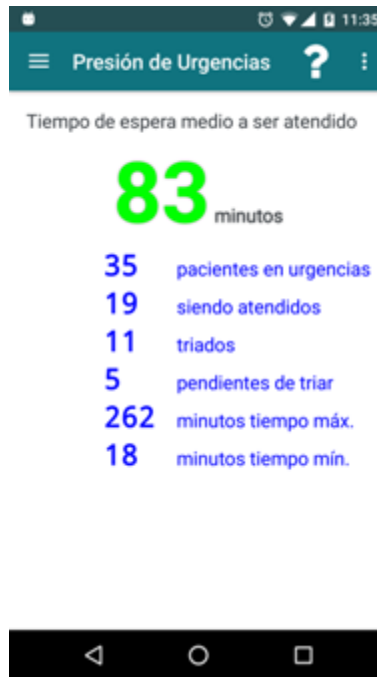 11:35
Presión de Urgencias ?
Tiempo de espera medio a ser atendido
83 minutos
35 pacientes en urgencias
19 siendo atendidos
11 triados
5 pendientes de triar
262 minutos tiempo máx.
18 minutos tiempo mín.